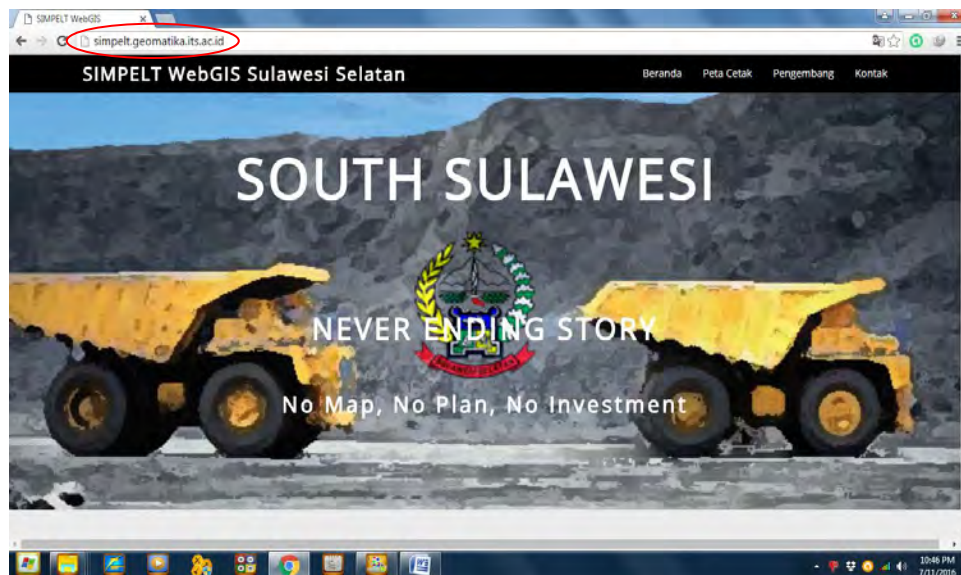 SIMPELT WebGIS
simpelt.geomatika.its.ac.id
SIMPELT WebGIS Sulawesi Selatan
Beranda Peta Cetak Pengembang Kontak
SOUTH SULAWESI
NEVER ENDING STORY
No Map, No Plan, No Investment
10:46 PM
7/11/2016